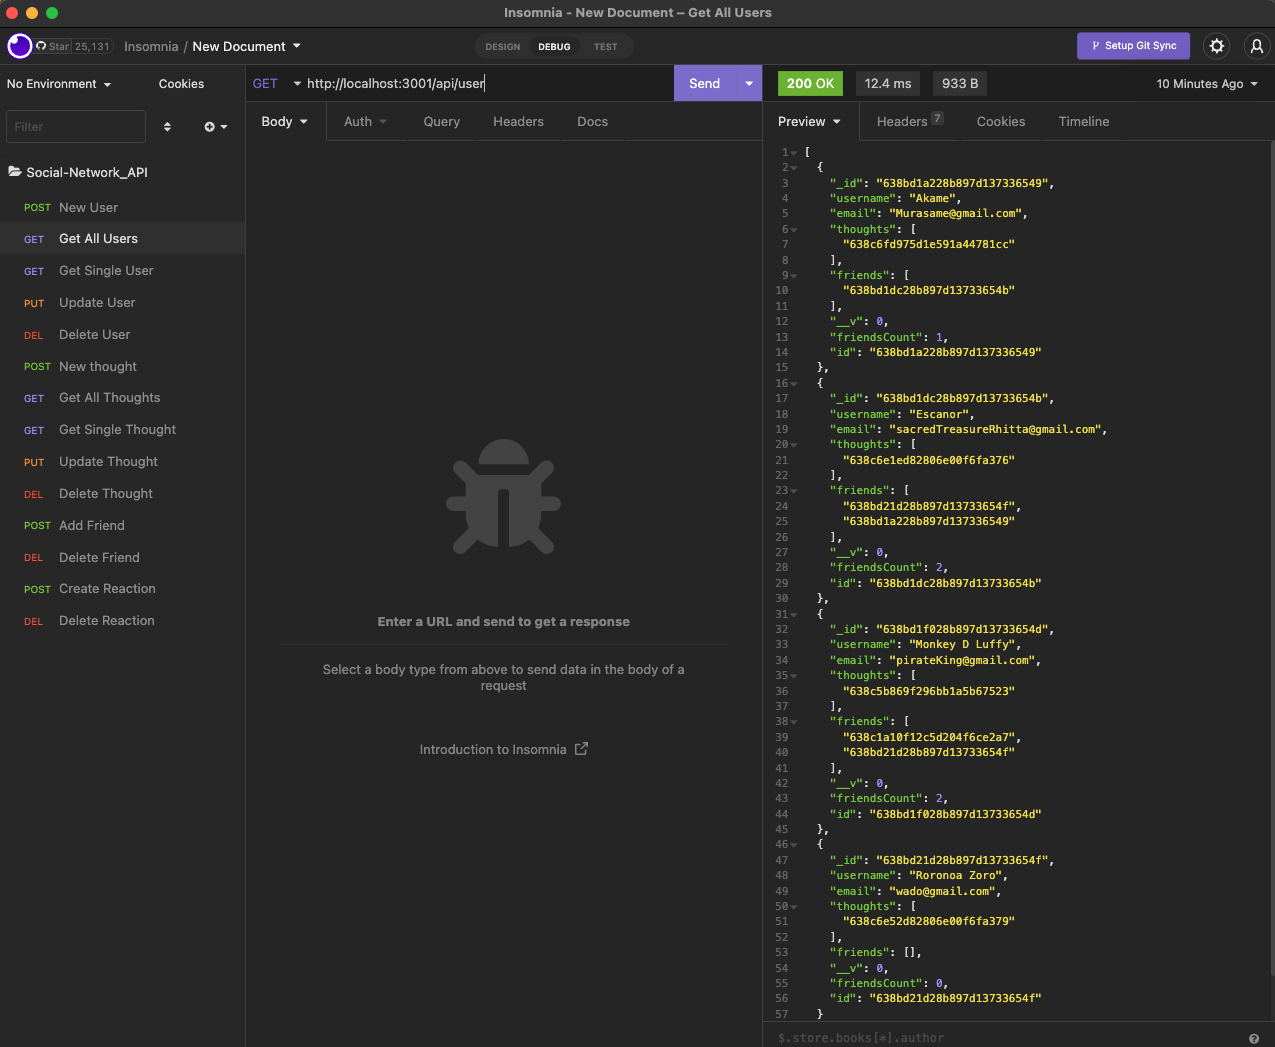 Insomnia - New Document – Get All Users
Star 25,131
Insomnia / New Document
DESIGN DEBUG TEST
Setup Git Sync
No Environment Cookies
Filter
Social-Network_API
POST New User
GET Get All Users
GET Get Single User
PUT Update User
DEL Delete User
POST New thought
GET Get All Thoughts
GET Get Single Thought
PUT Update Thought
DEL Delete Thought
POST Add Friend
DEL Delete Friend
POST Create Reaction
DEL Delete Reaction
GET http://localhost:3001/api/user Send
Body Auth Query Headers Docs
Enter a URL and send to get a response
Select a body type from above to send data in the body of a
request
Introduction to Insomnia
200 OK 12.4 ms 933 B 10 Minutes Ago
Preview Headers 7 Cookies Timeline
1 [
2 {
3 "_id": "638bd1a228b897d137336549",
4 "username": "Akame",
5 "email": "Murasame@gmail.com",
6 "thoughts": [
7 "638c6fd975d1e591a44781cc"
8 ],
9 "friends": [
10 "638bd1dc28b897d13733654b"
11 ],
12 "__v": 0,
13 "friendsCount": 1,
14 "id": "638bd1a228b897d137336549"
15 },
16 {
17 "_id": "638bd1dc28b897d13733654b",
18 "username": "Escanor",
19 "email": "sacredTreasureRhitta@gmail.com",
20 "thoughts": [
21 "638c6e1ed82806e00f6fa376"
22 ],
23 "friends": [
24 "638bd21d28b897d13733654f",
25 "638bd1a228b897d137336549"
26 ],
27 "__v": 0,
28 "friendsCount": 2,
29 "id": "638bd1dc28b897d13733654b"
30 },
31 {
32 "_id": "638bd1f028b897d13733654d",
33 "username": "Monkey D Luffy",
34 "email": "pirateKing@gmail.com",
35 "thoughts": [
36 "638c5b869f296bb1a5b67523"
37 ],
38 "friends": [
39 "638c1a10f12c5d204f6ce2a7",
40 "638bd21d28b897d13733654f"
41 ],
42 "__v": 0,
43 "friendsCount": 2,
44 "id": "638bd1f028b897d13733654d"
45 },
46 {
47 "_id": "638bd21d28b897d13733654f",
48 "username": "Roronoa Zoro",
49 "email": "wado@gmail.com",
50 "thoughts": [
51 "638c6e52d82806e00f6fa379"
52 ],
53 "friends": [],
54 "__v": 0,
55 "friendsCount": 0,
56 "id": "638bd21d28b897d13733654f"
57 }
$.store.books[*].author